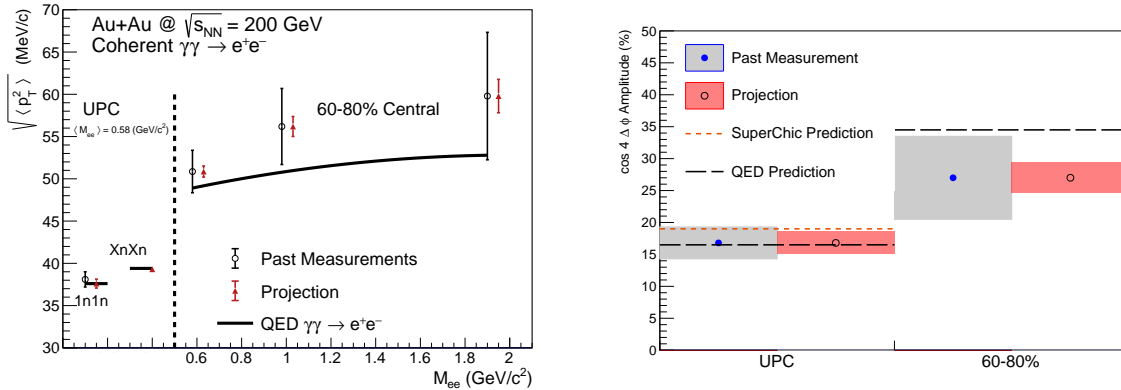 Au+Au @ √s_NN = 200 GeV
Coherent γγ → e⁺e⁻
√⟨p_T²⟩ (MeV/c)
70
65
60
55
50
45
40
35
30
UPC
⟨M_ee⟩ = 0.58 (GeV/c²)
60-80% Central
XnXn
1n1n
Past Measurements
Projection
QED γγ → e⁺e⁻
0.6 0.8 1 1.2 1.4 1.6 1.8 2
M_ee (GeV/c²)
cos 4 Δ ϕ Amplitude (%)
50
45
40
35
30
25
20
15
10
5
0
Past Measurement
Projection
SuperChic Prediction
QED Prediction
UPC 60-80%